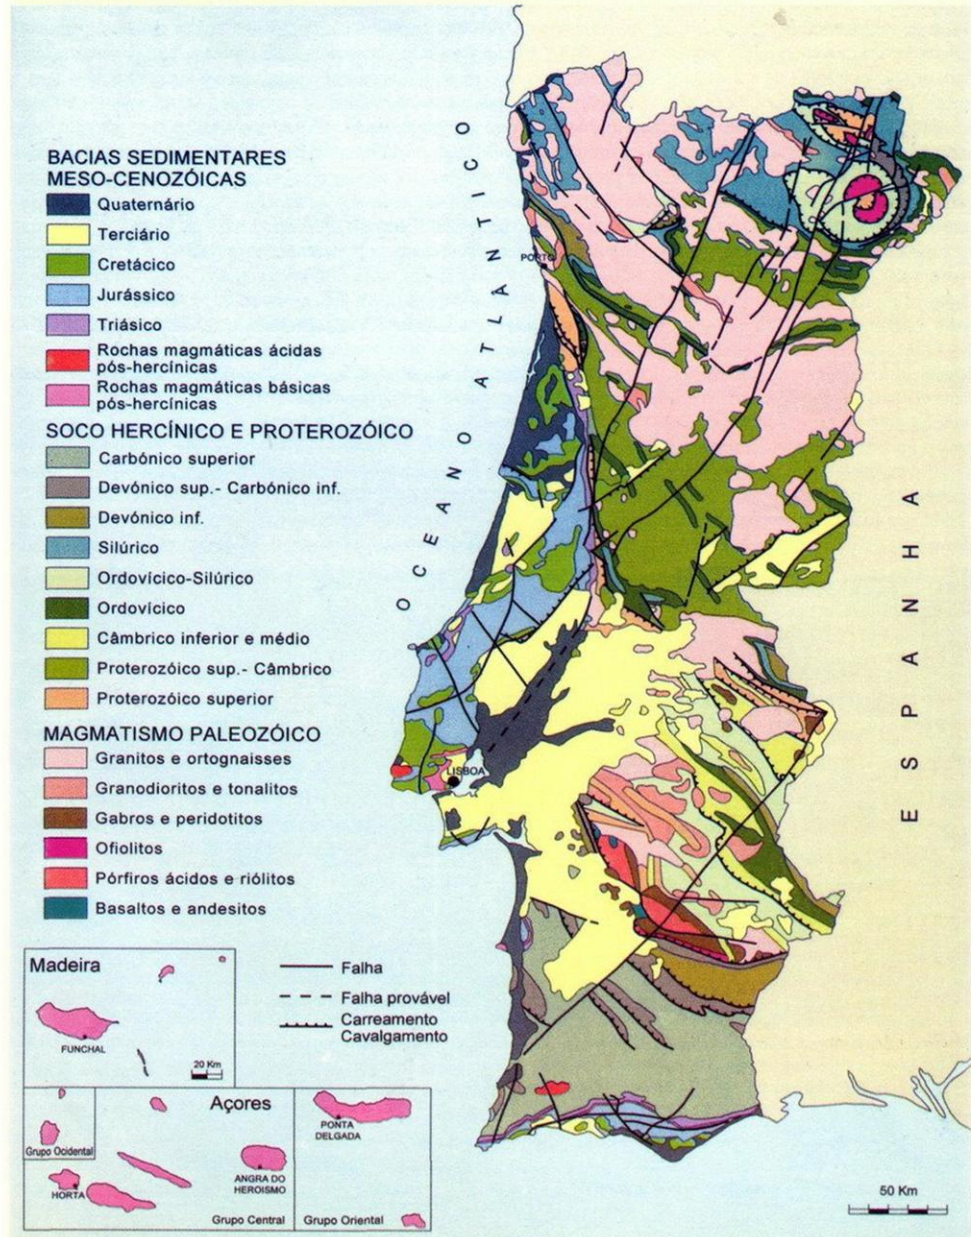 BACIAS SEDIMENTARES
MESO-CENOZÓICAS
Quaternário
Terciário
Cretácico
Jurássico
Triásico
Rochas magmáticas ácidas
pós-hercínicas
Rochas magmáticas básicas
pós-hercínicas
SOCO HERCÍNICO E PROTEROZÓICO
Carbónico superior
Devónico sup.- Carbónico inf.
Devónico inf.
Silúrico
Ordovícico-Silúrico
Ordovícico
Câmbrico inferior e médio
Proterozóico sup.- Câmbrico
Proterozóico superior
MAGMATISMO PALEOZÓICO
Granitos e ortognaisses
Granodioritos e tonalitos
Gabros e peridotitos
Ofiolitos
Pórfiros ácidos e riólitos
Basaltos e andesitos
OCEANO ATLÂNTICO
PORTO
LISBOA
ESPANHA
Madeira
FUNCHAL
20 Km
Falha
Falha provável
Carreamento
Cavalgamento
Açores
Grupo Ocidental
HORTA
ANGRA DO
HEROISMO
Grupo Central
PONTA
DELGADA
Grupo Oriental
50 Km